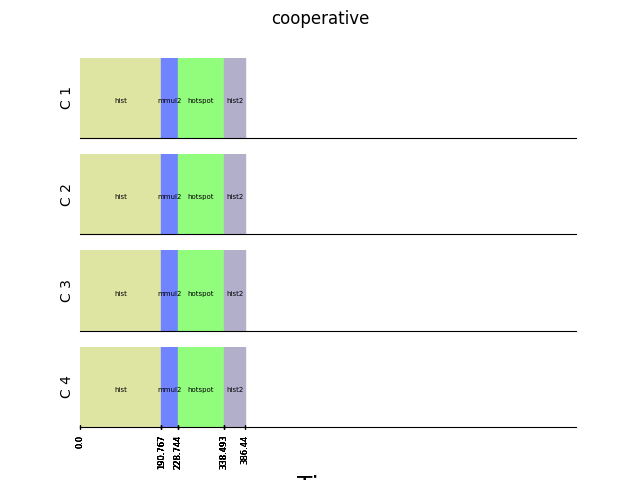 cooperative
C 1
hist mmul2 hotspot hist2
C 2
hist mmul2 hotspot hist2
C 3
hist mmul2 hotspot hist2
C 4
hist mmul2 hotspot hist2
0.0 190.767 228.744 338.493 386.44